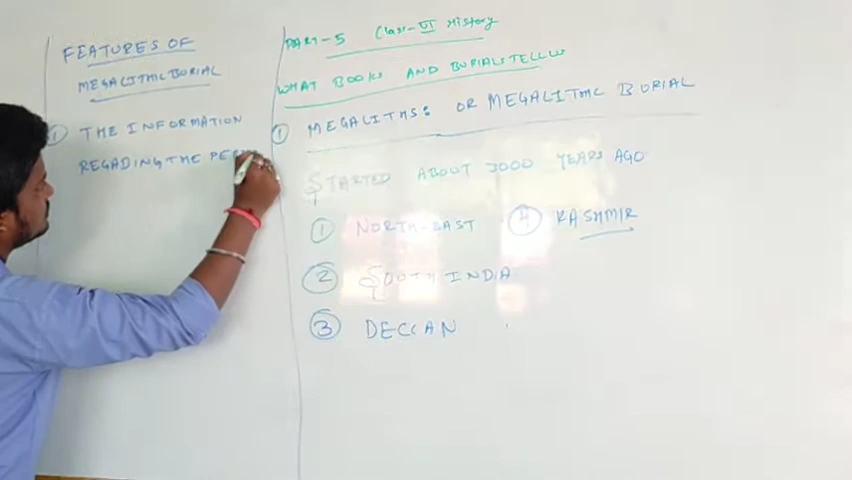 FEATURES OF
MEGALITHIC BURIAL
① THE INFORMATION
REGADING THE PER
PART-5 Class-VI History
WHAT BOOKS AND BURIALS TELL US
① MEGALITHS: OR MEGALITHIC BURIAL
STARTED ABOUT 3000 YEARS AGO
① NORTH-EAST ④ KASHMIR
② SOUTH INDIA
③ DECCAN